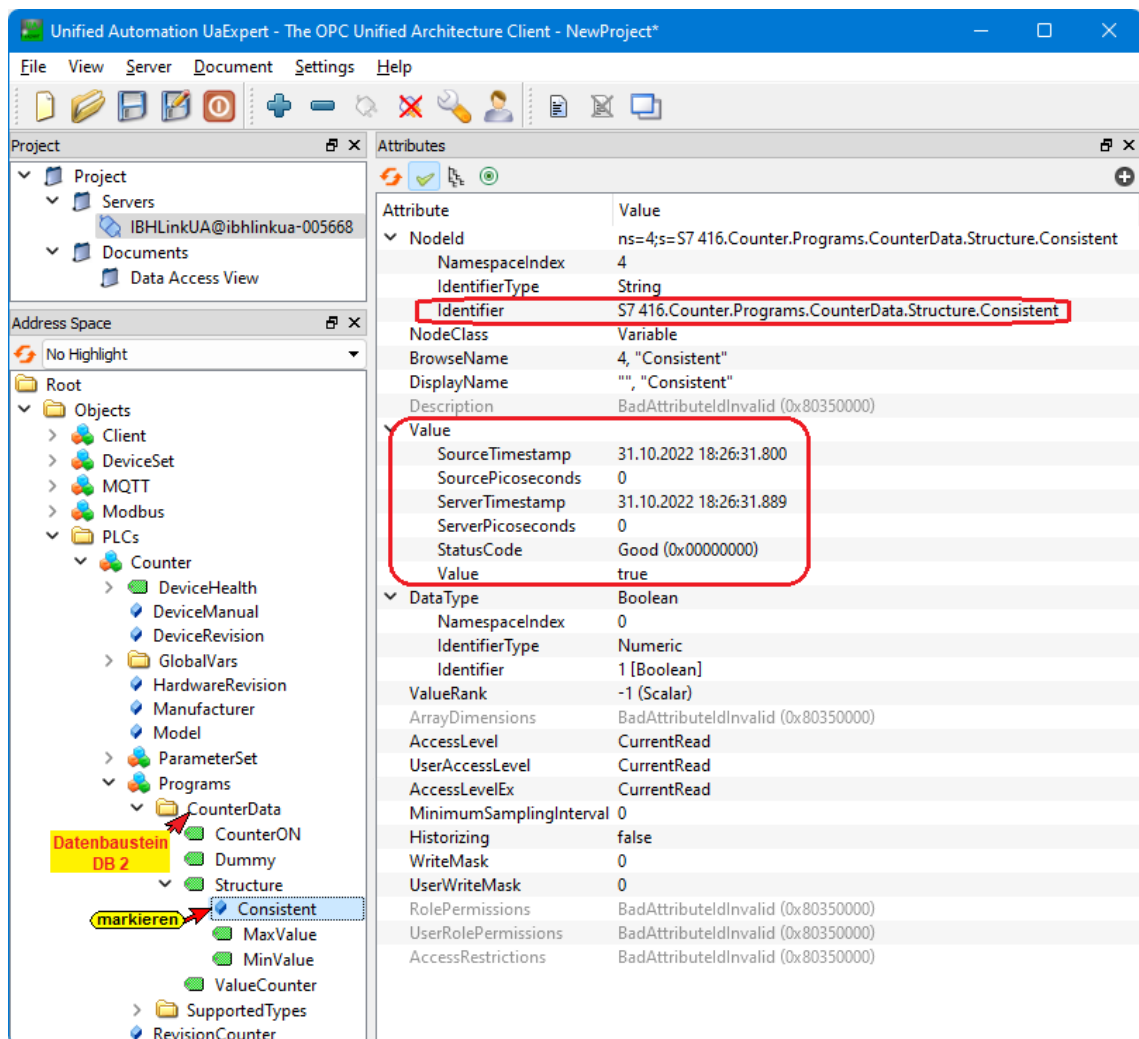 Unified Automation UaExpert - The OPC Unified Architecture Client - NewProject*
File View Server Document Settings Help
Project
Project
Servers
IBHLinkUA@ibhlinkua-005668
Documents
Data Access View
Address Space
No Highlight
Root
Objects
Client
DeviceSet
MQTT
Modbus
PLCs
Counter
DeviceHealth
DeviceManual
DeviceRevision
GlobalVars
HardwareRevision
Manufacturer
Model
ParameterSet
Programs
CounterData
Datenbaustein
DB 2
CounterON
Dummy
Structure
markieren
Consistent
MaxValue
MinValue
ValueCounter
SupportedTypes
RevisionCounter
Attributes
Attribute Value
NodeId ns=4;s=S7 416.Counter.Programs.CounterData.Structure.Consistent
NamespaceIndex 4
IdentifierType String
Identifier S7 416.Counter.Programs.CounterData.Structure.Consistent
NodeClass Variable
BrowseName 4, "Consistent"
DisplayName "", "Consistent"
Description BadAttributeIdInvalid (0x80350000)
Value
SourceTimestamp 31.10.2022 18:26:31.800
SourcePicoseconds 0
ServerTimestamp 31.10.2022 18:26:31.889
ServerPicoseconds 0
StatusCode Good (0x00000000)
Value true
DataType Boolean
NamespaceIndex 0
IdentifierType Numeric
Identifier 1 [Boolean]
ValueRank -1 (Scalar)
ArrayDimensions BadAttributeIdInvalid (0x80350000)
AccessLevel CurrentRead
UserAccessLevel CurrentRead
AccessLevelEx CurrentRead
MinimumSamplingInterval 0
Historizing false
WriteMask 0
UserWriteMask 0
RolePermissions BadAttributeIdInvalid (0x80350000)
UserRolePermissions BadAttributeIdInvalid (0x80350000)
AccessRestrictions BadAttributeIdInvalid (0x80350000)